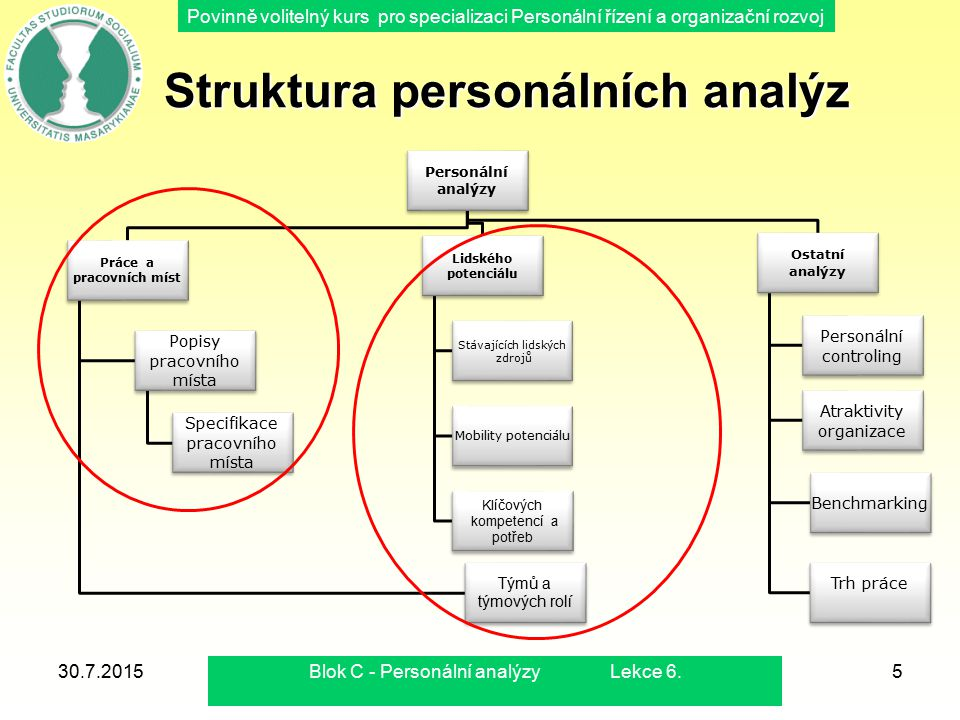 Povinně volitelný kurs pro specializaci Personální řízení a organizační rozvoj
FACULTAS STUDIORUM SOCIALIUM
UNIVERSITATIS MASARYKIANAE
Struktura personálních analýz
Personální
analýzy
Práce a
pracovních míst
Lidského
potenciálu
Ostatní
analýzy
Popisy
pracovního
místa
Specifikace
pracovního
místa
Stávajících lidských
zdrojů
Mobility potenciálu
Klíčových
kompetencí a
potřeb
Týmů a
týmových rolí
Personální
controling
Atraktivity
organizace
Benchmarking
Trh práce
30.7.2015
Blok C - Personální analýzy Lekce 6.
5